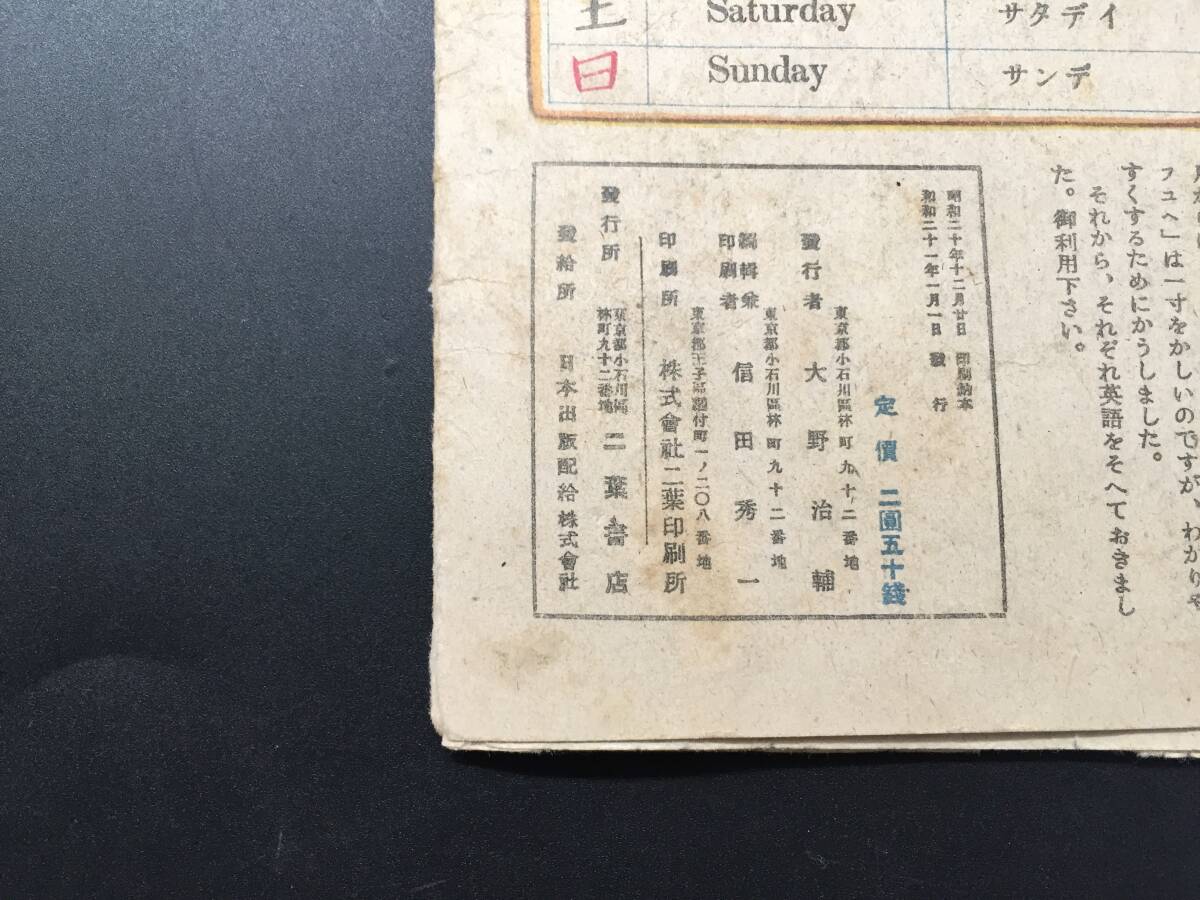 土 Saturday サタデイ
日 Sunday サンデ
フユヘ」は一寸をかしいのですが、わかりや
すくするためにかうしました。
それから、それぞれ英語をそへておきまし
た。御利用下さい。
昭和二十年十二月廿日 印刷納本
昭和二十一年一月一日 發行
定價 二圓五十錢
東京都小石川區林町九十二番地
發行者 大野治輔
東京都小石川區林町九十二番地
編輯兼
印刷者 信田秀一
東京都王子區
町一ノ二〇八番地
印刷所 株式會社二葉印刷所
東京都小石川區
林町九十二番地
發行所 二葉書店
發給所 日本出版配給株式會社